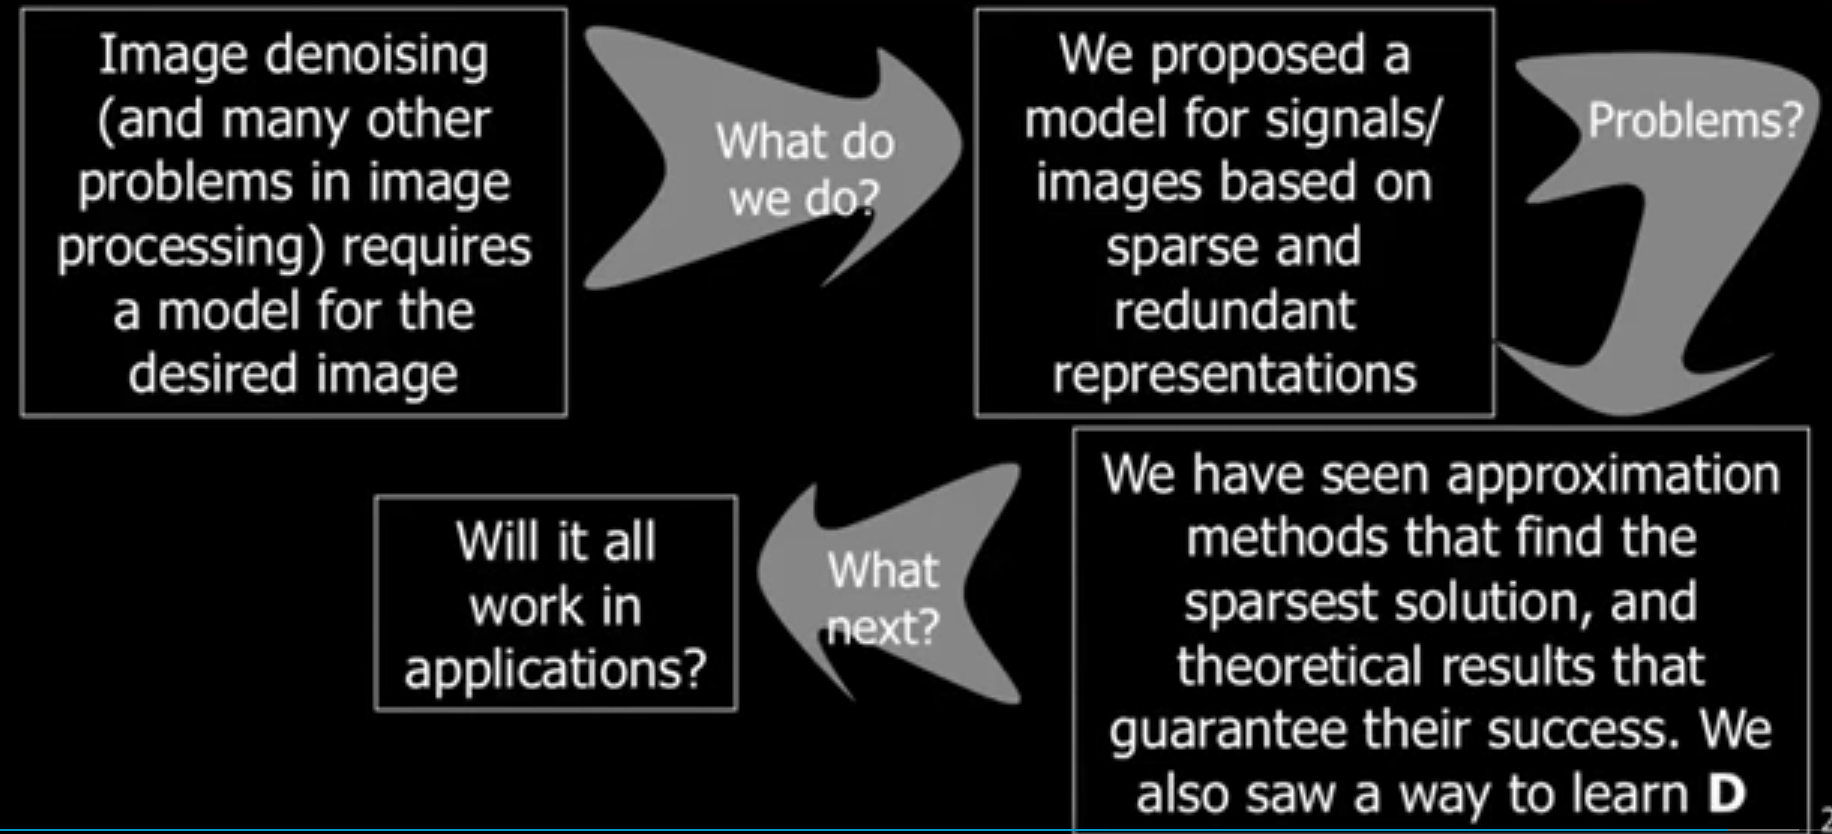 Image denoising
(and many other
problems in image
processing) requires
a model for the
desired image
What do
we do?
We proposed a
model for signals/
images based on
sparse and
redundant
representations
Problems?
We have seen approximation
methods that find the
sparsest solution, and
theoretical results that
guarantee their success. We
also saw a way to learn D
What
next?
Will it all
work in
applications?